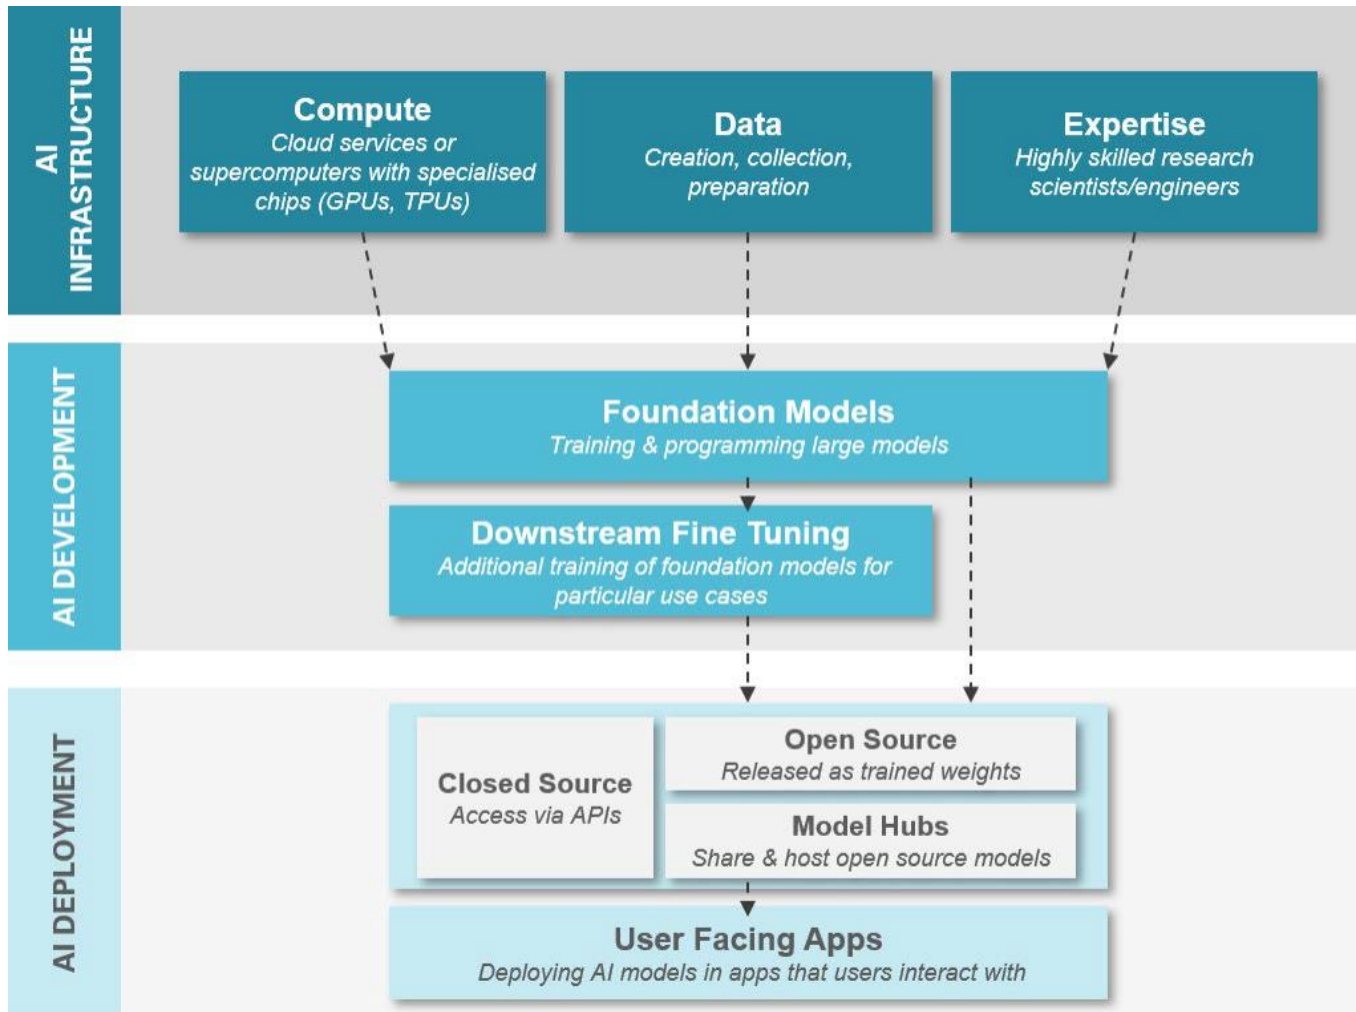 AI
INFRASTRUCTURE
Compute
Cloud services or
supercomputers with specialised
chips (GPUs, TPUs)
Data
Creation, collection,
preparation
Expertise
Highly skilled research
scientists/engineers
AI DEVELOPMENT
Foundation Models
Training & programming large models
Downstream Fine Tuning
Additional training of foundation models for
particular use cases
AI DEPLOYMENT
Closed Source
Access via APIs
Open Source
Released as trained weights
Model Hubs
Share & host open source models
User Facing Apps
Deploying AI models in apps that users interact with